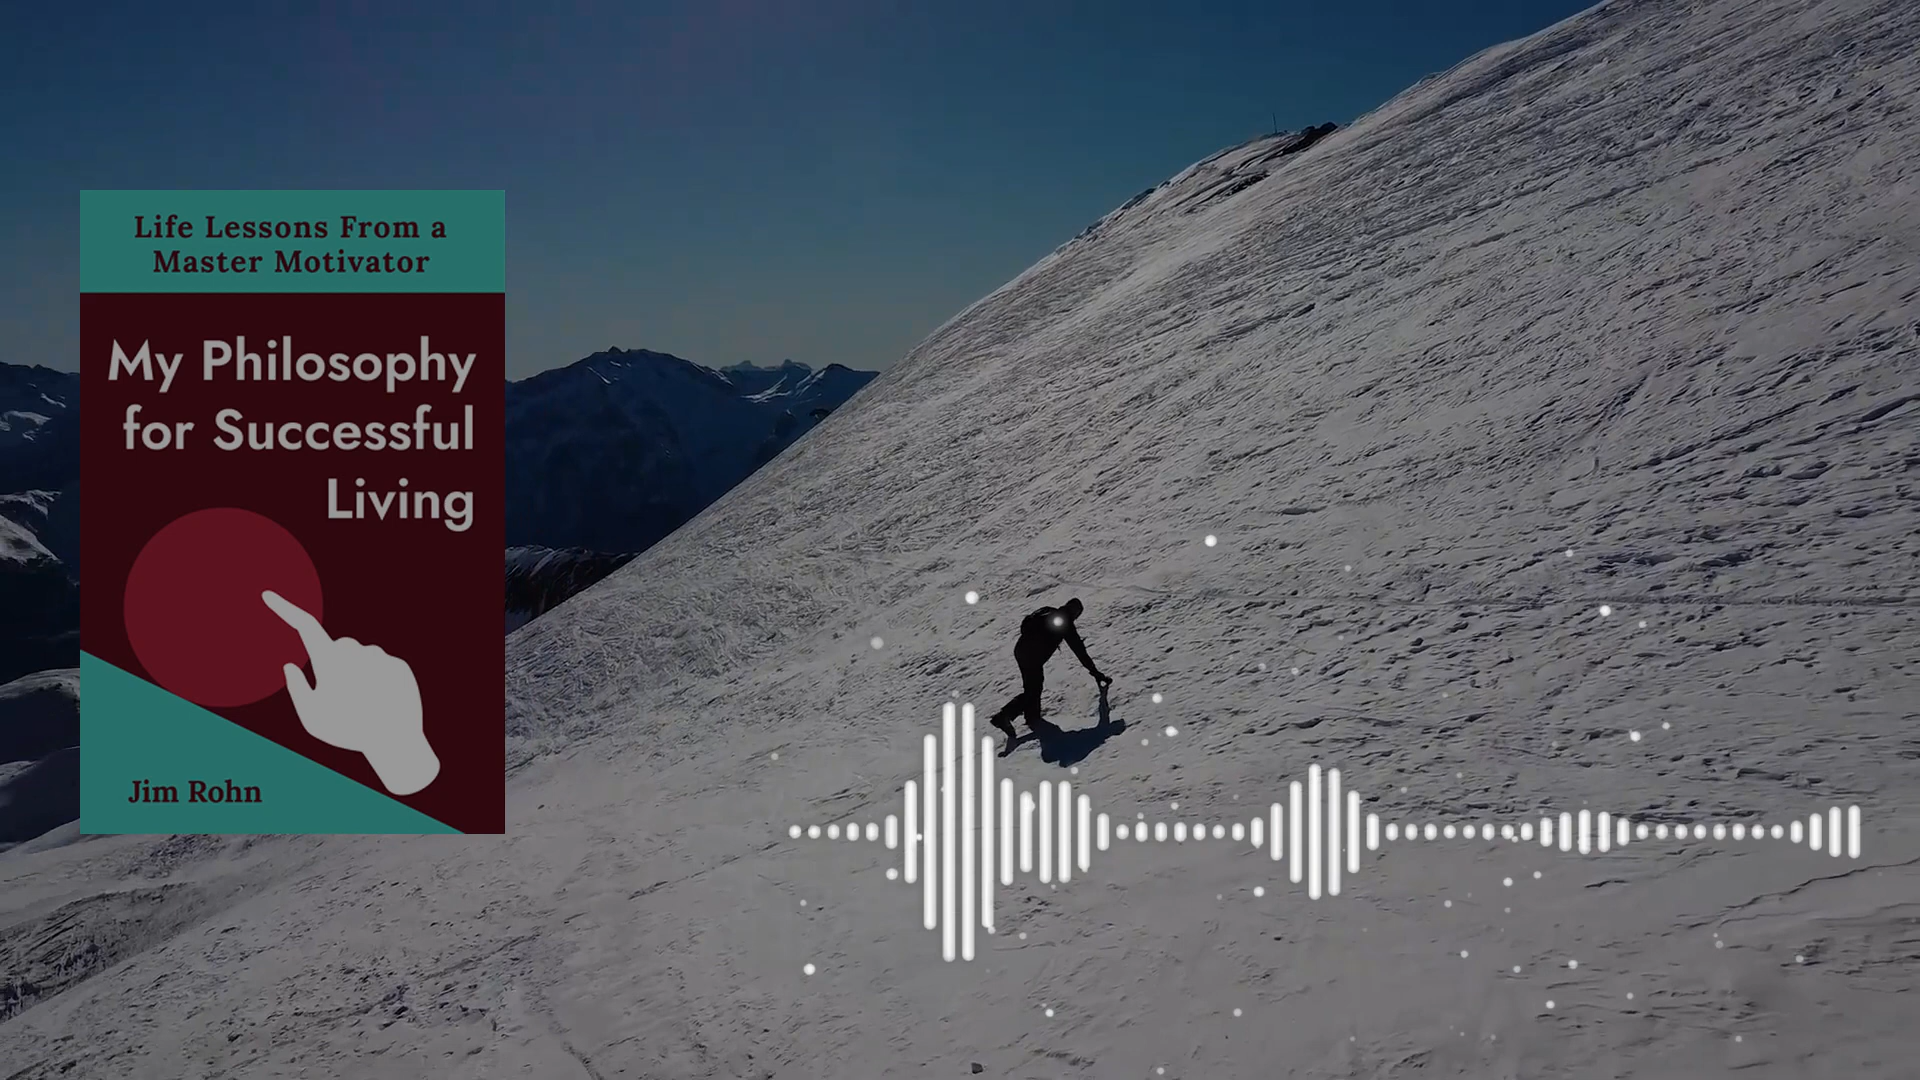 Life Lessons From a
Master Motivator
My Philosophy
for Successful
Living
Jim Rohn